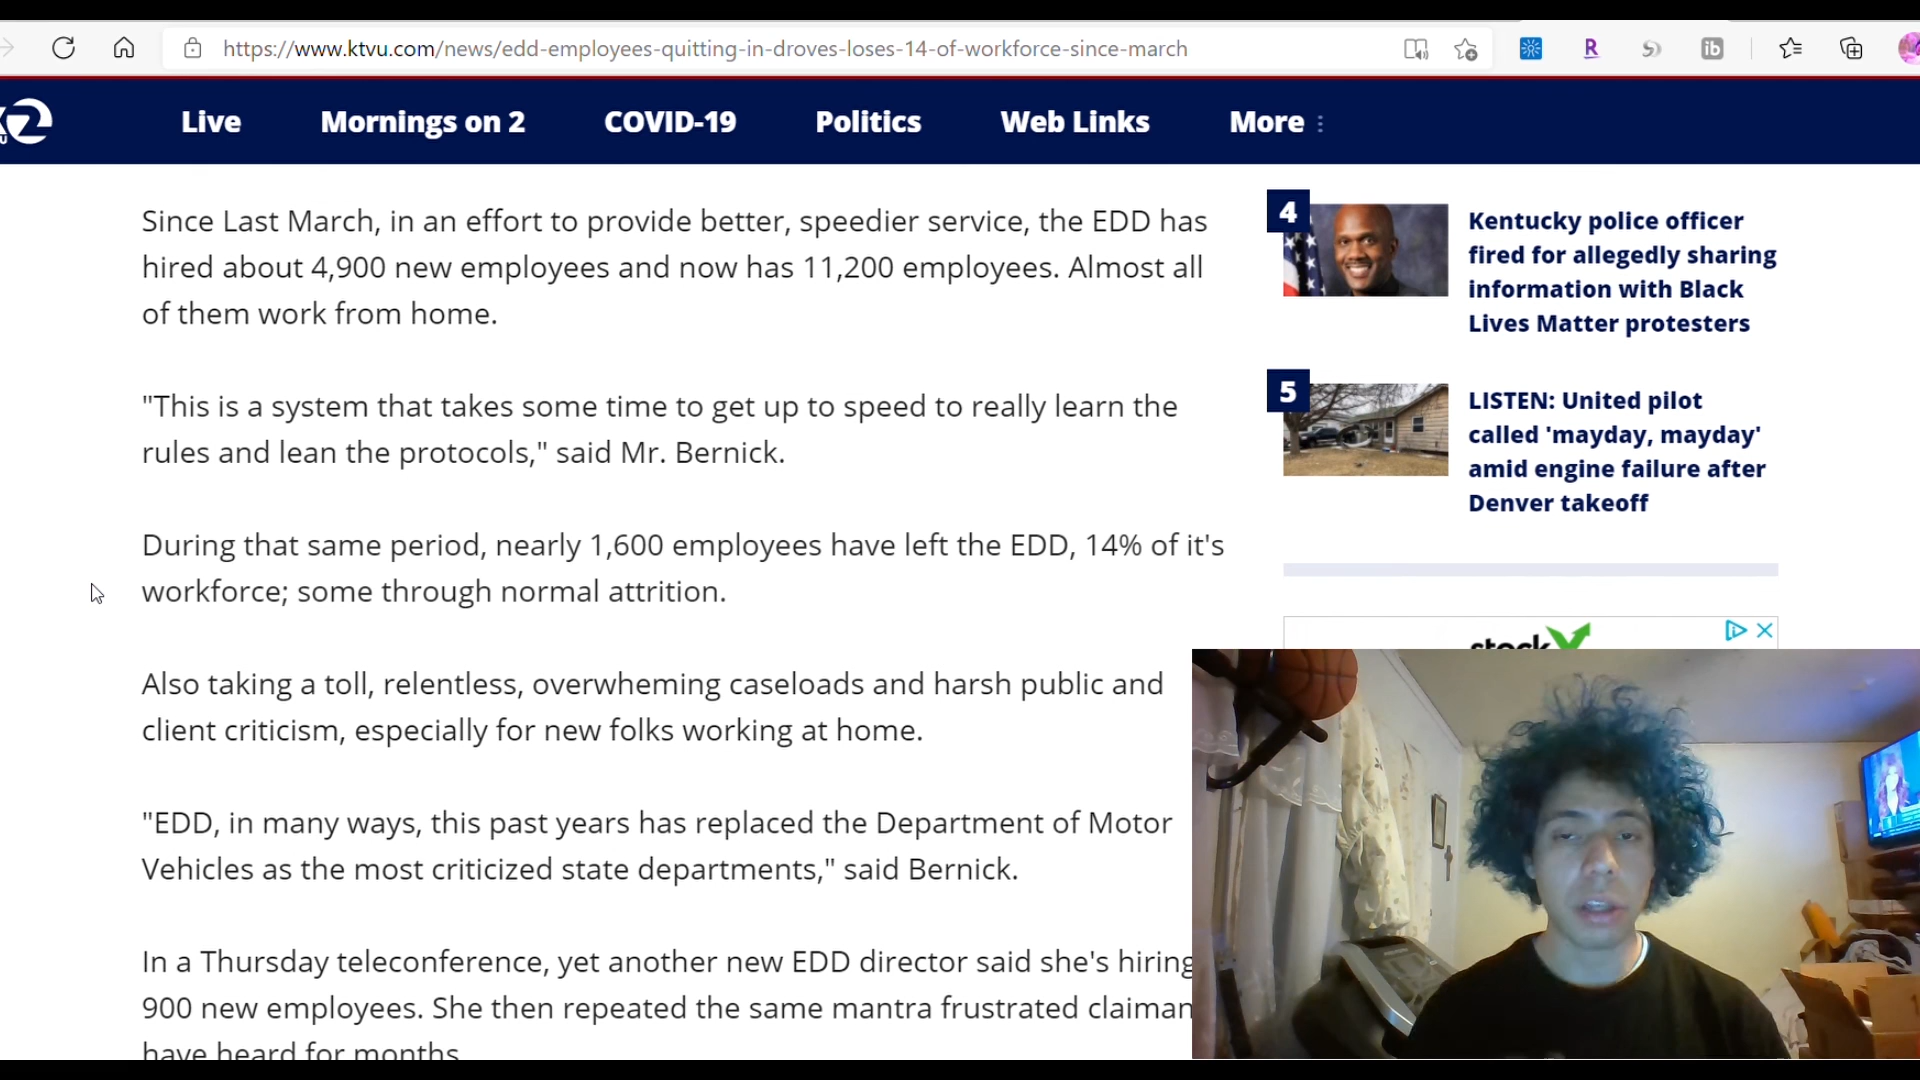 https://www.ktvu.com/news/edd-employees-quitting-in-droves-loses-14-of-workforce-since-march
R
ib
2
Live
Mornings on 2
COVID-19
Politics
Web Links
More
Since Last March, in an effort to provide better, speedier service, the EDD has
hired about 4,900 new employees and now has 11,200 employees. Almost all
of them work from home.
"This is a system that takes some time to get up to speed to really learn the
rules and lean the protocols," said Mr. Bernick.
During that same period, nearly 1,600 employees have left the EDD, 14% of it's
workforce; some through normal attrition.
Also taking a toll, relentless, overwheming caseloads and harsh public and
client criticism, especially for new folks working at home.
"EDD, in many ways, this past years has replaced the Department of Motor
Vehicles as the most criticized state departments," said Bernick.
In a Thursday teleconference, yet another new EDD director said she's hiring
900 new employees. She then repeated the same mantra frustrated claiman
have heard for months
4
Kentucky police officer
fired for allegedly sharing
information with Black
Lives Matter protesters
5
LISTEN: United pilot
called 'mayday, mayday'
amid engine failure after
Denver takeoff
stock